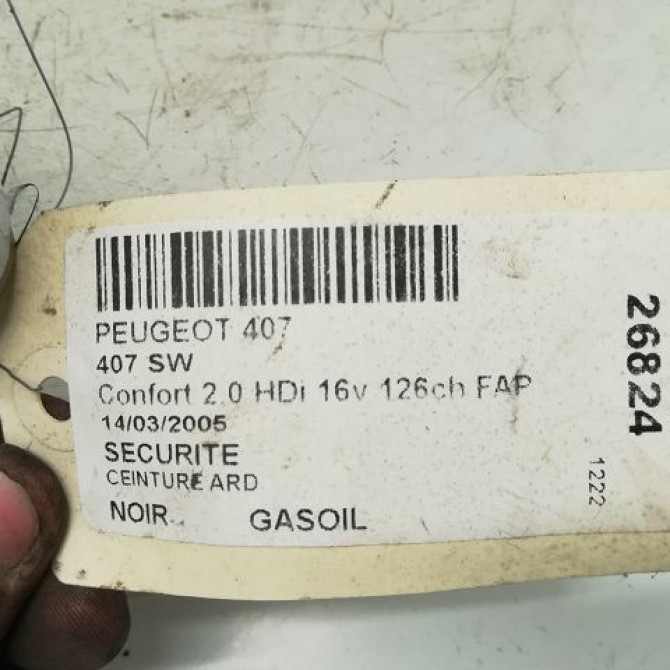 PEUGEOT 407
407 SW
Confort 2.0 HDi 16v 126ch FAP
14/03/2005
SECURITE
CEINTURE ARD
NOIR GASOIL
26824
1222